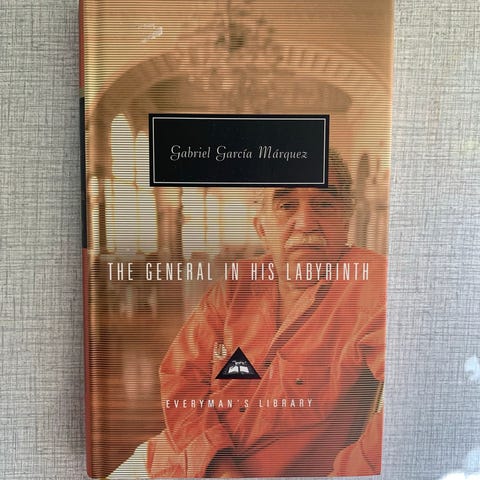 Gabriel García Márquez
THE GENERAL IN HIS LABYRINTH
EVERYMAN'S LIBRARY